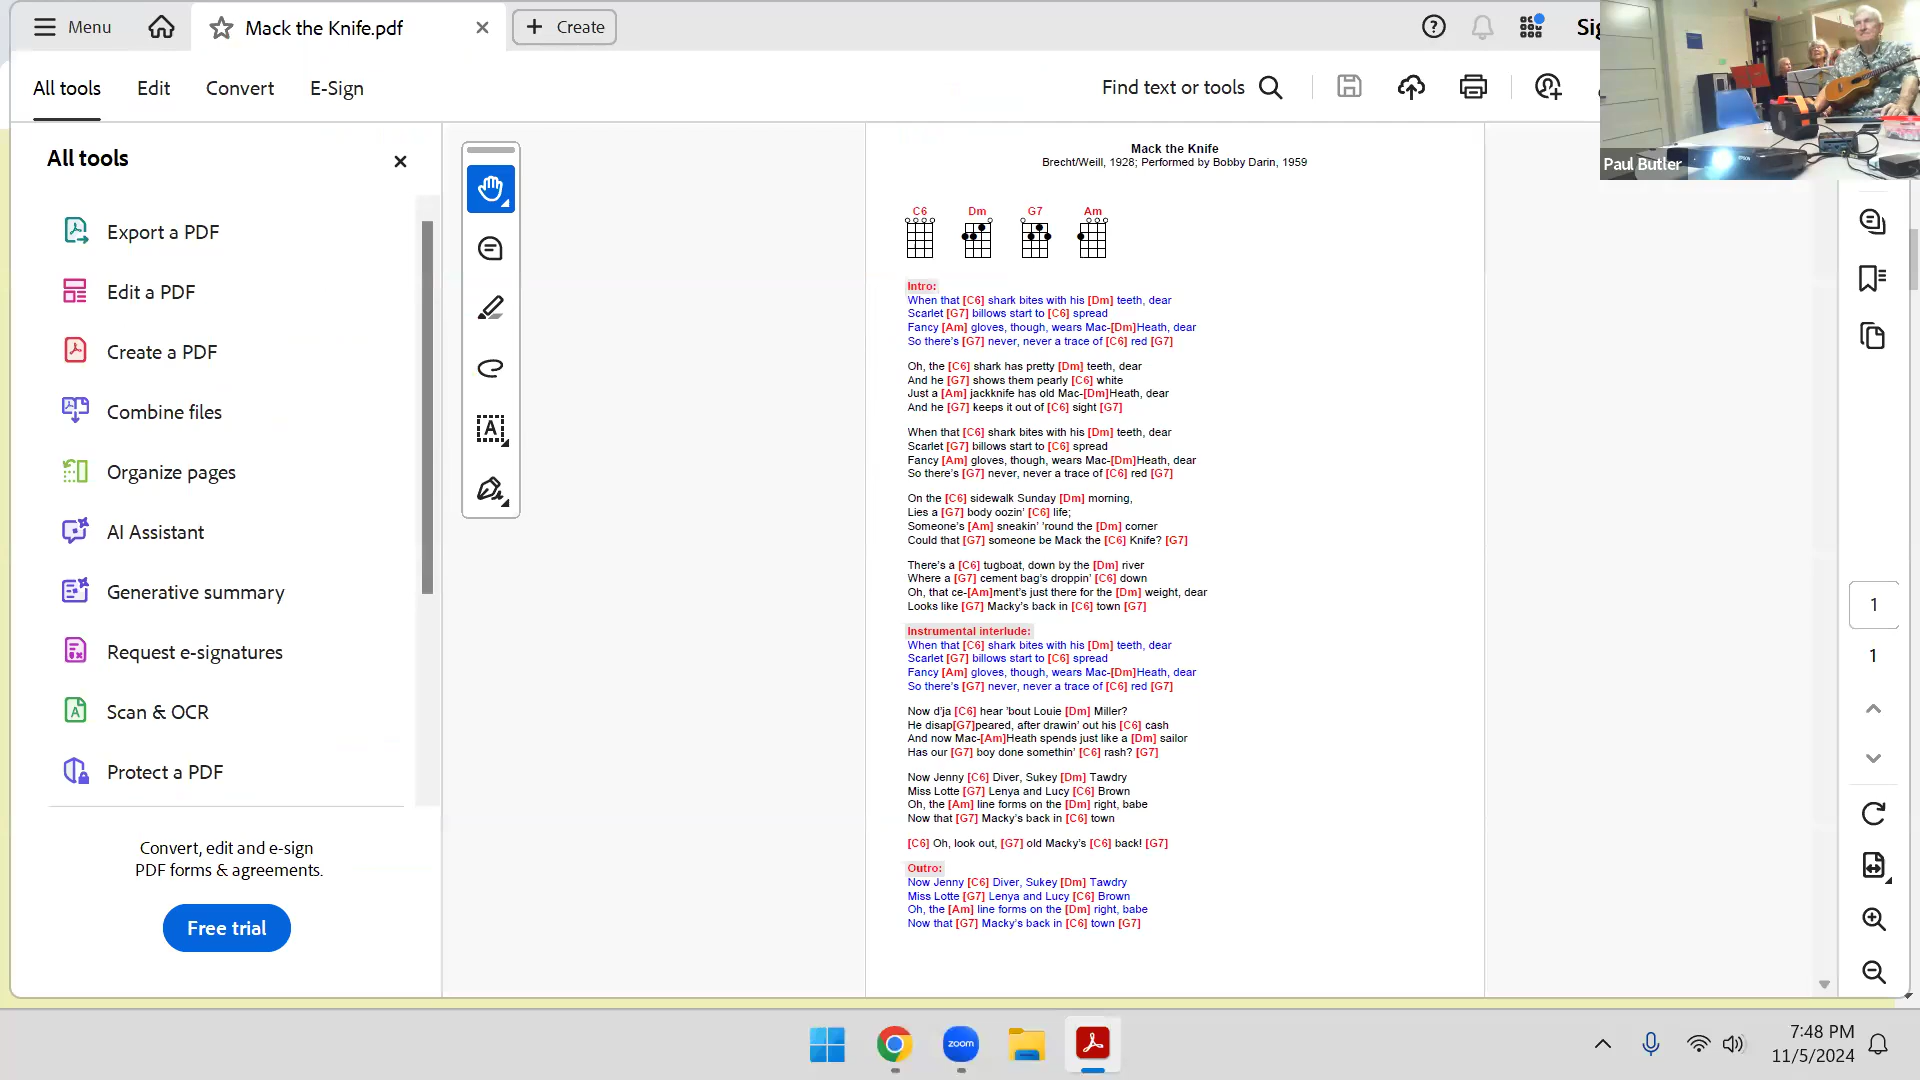 Menu
Mack the Knife.pdf
Create
All tools
Edit
Convert
E-Sign
Find text or tools
Paul Butler
All tools
Export a PDF
Edit a PDF
Create a PDF
Combine files
Organize pages
AI Assistant
Generative summary
Request e-signatures
Scan & OCR
Protect a PDF
Convert, edit and e-sign
PDF forms & agreements.
Free trial
Mack the Knife
Brecht/Weill, 1928; Performed by Bobby Darin, 1959
C6 Dm G7 Am
Intro:
When that [C6] shark bites with his [Dm] teeth, dear
Scarlet [G7] billows start to [C6] spread
Fancy [Am] gloves, though, wears Mac-[Dm]Heath, dear
So there's [G7] never, never a trace of [C6] red [G7]
Oh, the [C6] shark has pretty [Dm] teeth, dear
And he [G7] shows them pearly [C6] white
Just a [Am] jackknife has old Mac-[Dm]Heath, dear
And he [G7] keeps it out of [C6] sight [G7]
When that [C6] shark bites with his [Dm] teeth, dear
Scarlet [G7] billows start to [C6] spread
Fancy [Am] gloves, though, wears Mac-[Dm]Heath, dear
So there's [G7] never, never a trace of [C6] red [G7]
On the [C6] sidewalk Sunday [Dm] morning,
Lies a [G7] body oozin' [C6] life;
Someone's [Am] sneakin' 'round the [Dm] corner
Could that [G7] someone be Mack the [C6] Knife? [G7]
There's a [C6] tugboat, down by the [Dm] river
Where a [G7] cement bag's droppin' [C6] down
Oh, that ce-[Am]ment's just there for the [Dm] weight, dear
Looks like [G7] Macky's back in [C6] town [G7]
Instrumental interlude:
When that [C6] shark bites with his [Dm] teeth, dear
Scarlet [G7] billows start to [C6] spread
Fancy [Am] gloves, though, wears Mac-[Dm]Heath, dear
So there's [G7] never, never a trace of [C6] red [G7]
Now d'ja [C6] hear 'bout Louie [Dm] Miller?
He disap[G7]peared, after drawin' out his [C6] cash
And now Mac-[Am]Heath spends just like a [Dm] sailor
Has our [G7] boy done somethin' [C6] rash? [G7]
Now Jenny [C6] Diver, Sukey [Dm] Tawdry
Miss Lotte [G7] Lenya and Lucy [C6] Brown
Oh, the [Am] line forms on the [Dm] right, babe
Now that [G7] Macky's back in [C6] town
[C6] Oh, look out, [G7] old Macky's [C6] back! [G7]
Outro:
Now Jenny [C6] Diver, Sukey [Dm] Tawdry
Miss Lotte [G7] Lenya and Lucy [C6] Brown
Oh, the [Am] line forms on the [Dm] right, babe
Now that [G7] Macky's back in [C6] town [G7]
1
1
zoom
7:48 PM
11/5/2024